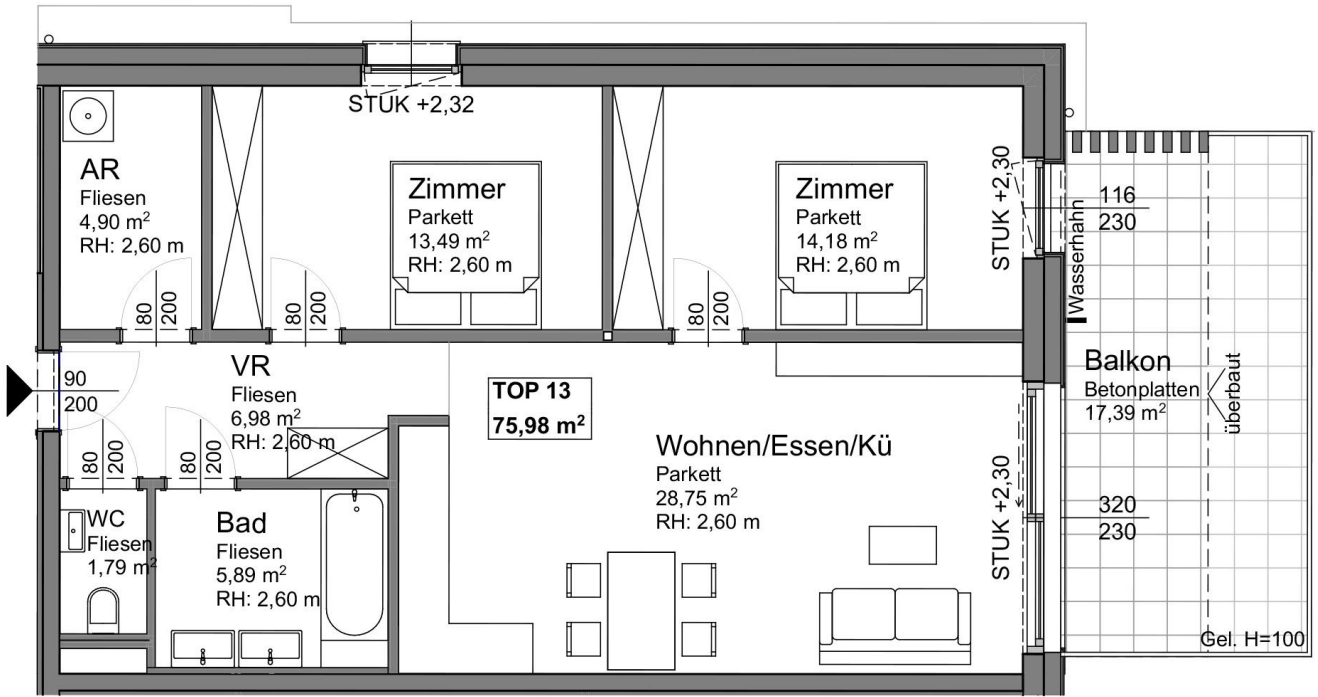 STUK +2,32
AR
Fliesen
4,90 m²
RH: 2,60 m
80
200
Zimmer
Parkett
13,49 m²
RH: 2,60 m
80
200
Zimmer
Parkett
14,18 m²
RH: 2,60 m
80
200
STUK +2,30
116
230
Wasserhahn
Balkon
Betonplatten
17,39 m²
überbaut
90
200
VR
Fliesen
6,98 m²
RH: 2,60 m
TOP 13
75,98 m²
80
200
80
200
Wohnen/Essen/Kü
Parkett
28,75 m²
RH: 2,60 m
STUK +2,30
320
230
WC
Fliesen
1,79 m²
Bad
Fliesen
5,89 m²
RH: 2,60 m
Gel. H=100